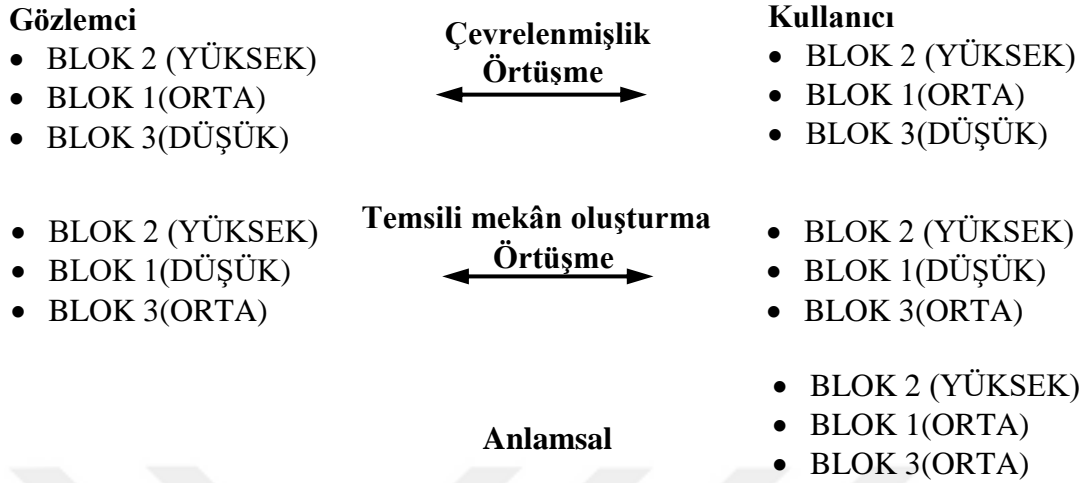 Gözlemci
• BLOK 2 (YÜKSEK)
• BLOK 1(ORTA)
• BLOK 3(DÜŞÜK)
Çevrelenmişlik
Örtüşme
Kullanıcı
• BLOK 2 (YÜKSEK)
• BLOK 1(ORTA)
• BLOK 3(DÜŞÜK)
• BLOK 2 (YÜKSEK)
• BLOK 1(DÜŞÜK)
• BLOK 3(ORTA)
Temsili mekân oluşturma
Örtüşme
• BLOK 2 (YÜKSEK)
• BLOK 1(DÜŞÜK)
• BLOK 3(ORTA)
Anlamsal
• BLOK 2 (YÜKSEK)
• BLOK 1(ORTA)
• BLOK 3(ORTA)